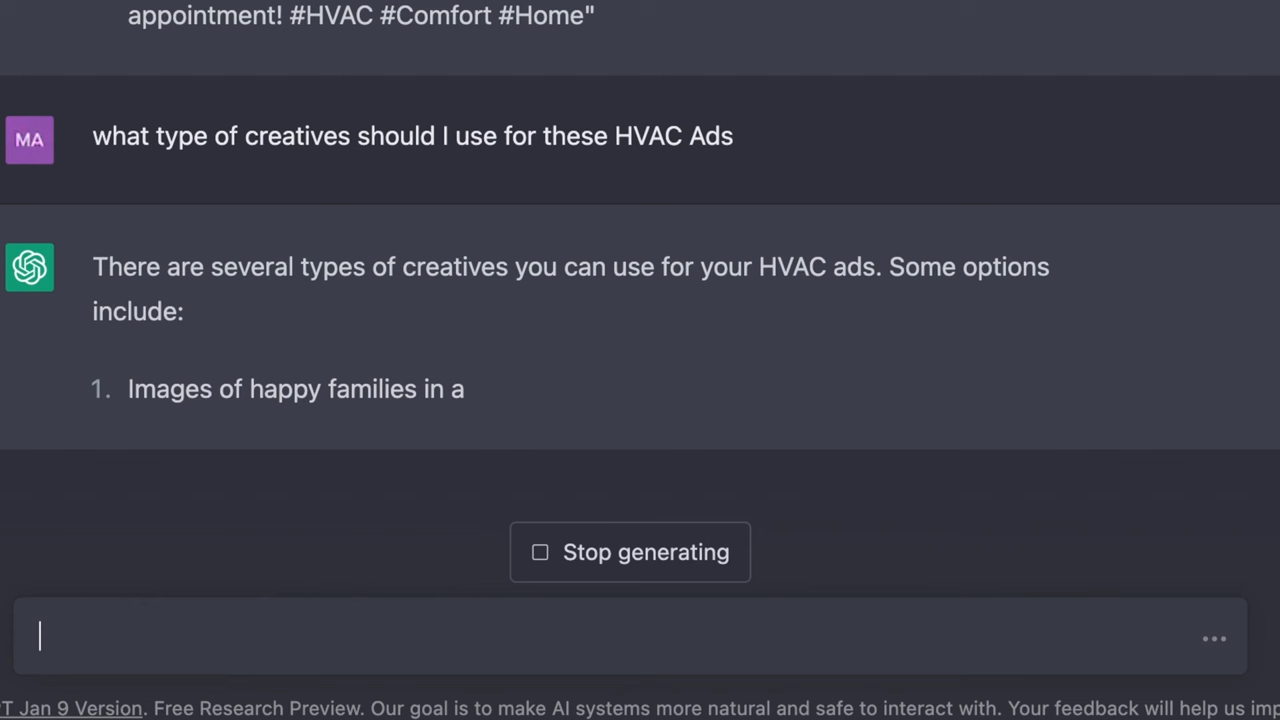 appointment! #HVAC #Comfort #Home"
MA
what type of creatives should I use for these HVAC Ads
There are several types of creatives you can use for your HVAC ads. Some options
include:
1. Images of happy families in a
Stop generating
T Jan 9 Version. Free Research Preview. Our goal is to make AI systems more natural and safe to interact with. Your feedback will help us imp